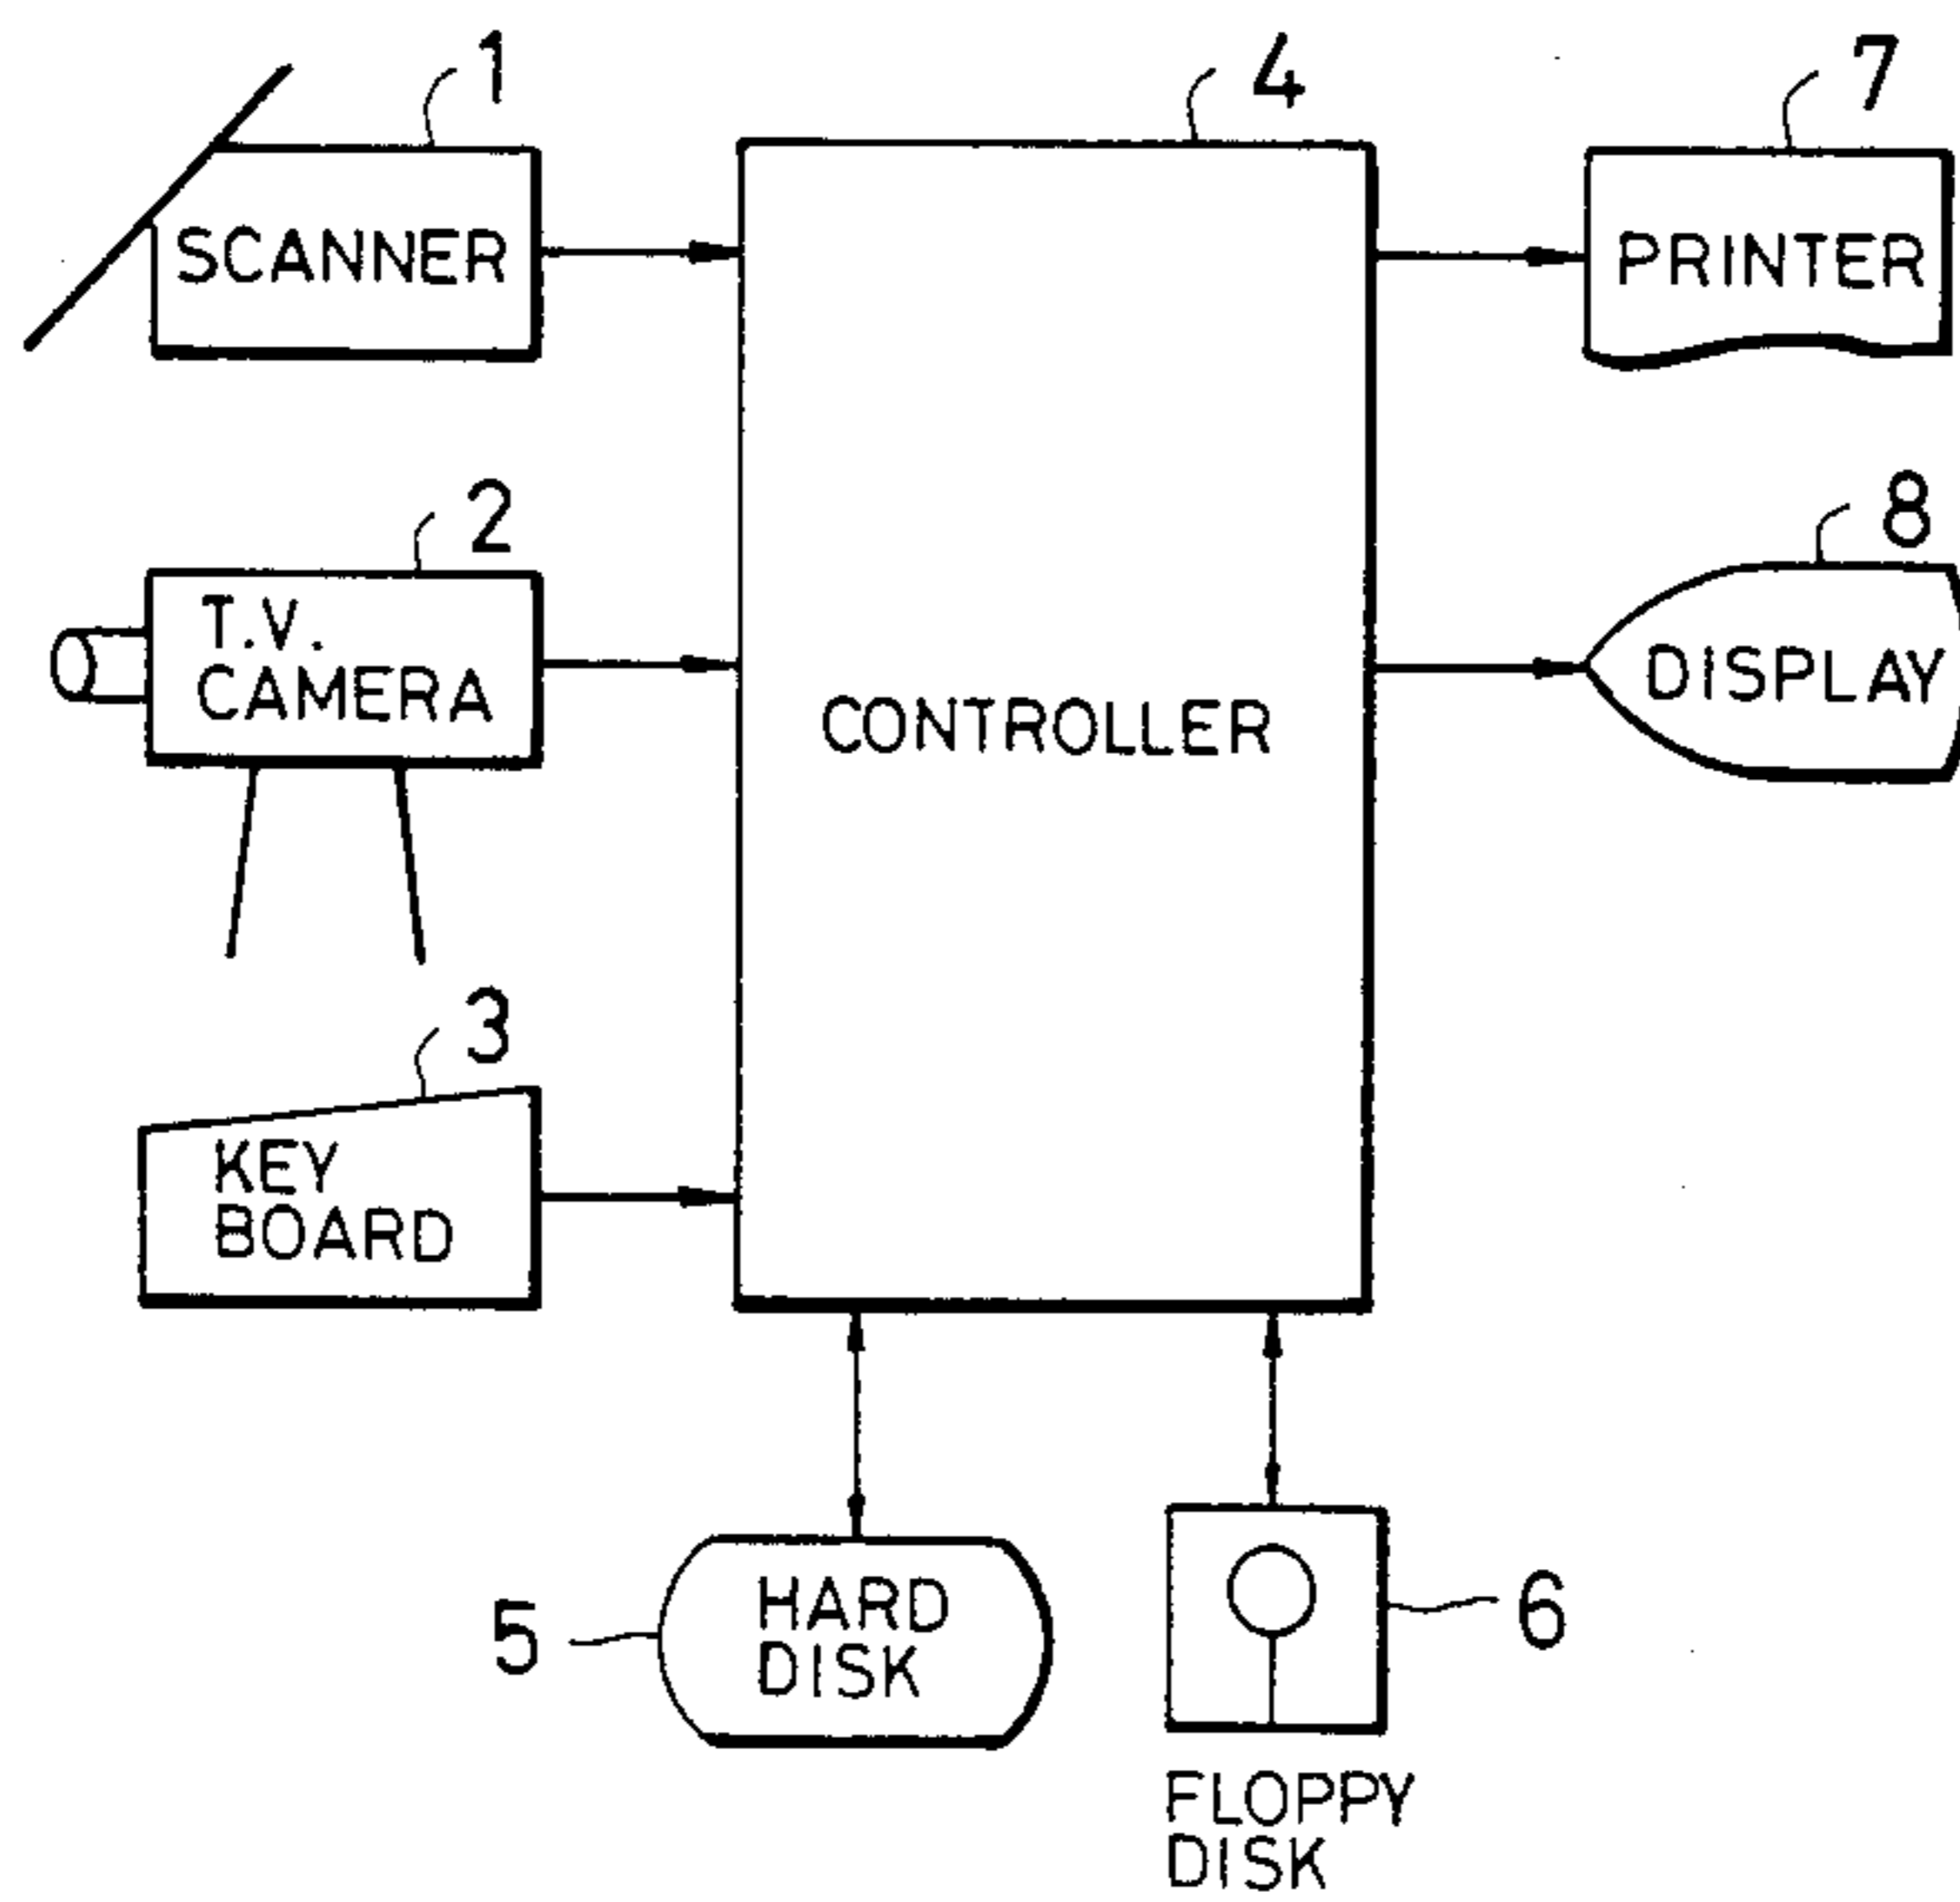 1
SCANNER
2
T.V.
CAMERA
3
KEY
BOARD
4
CONTROLLER
7
PRINTER
8
DISPLAY
5
HARD
DISK
6
FLOPPY
DISK